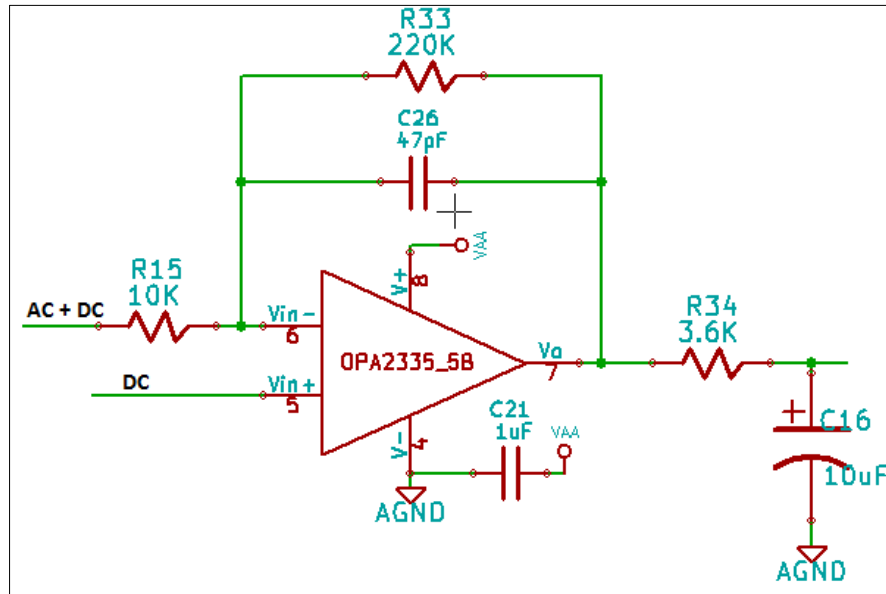 R33
220K
C26
47pF
VAA
V+
8
R15
10K
AC + DC
Vin-
6
R34
3.6K
OPA2335_5B
Vo
7
DC
Vin+
5
C21
1uF
VAA
V-
4
AGND
+
C16
10uF
AGND